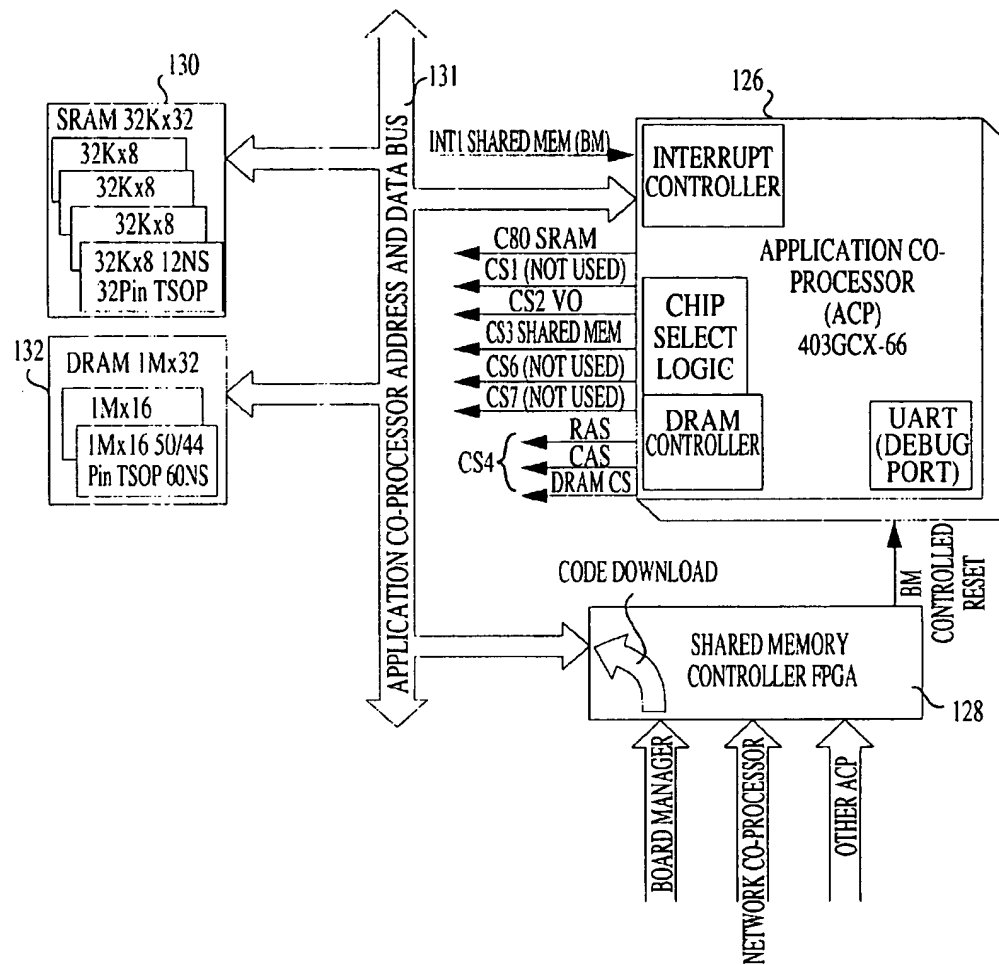 130
SRAM 32Kx32
32Kx8
32Kx8
32Kx8
32Kx8 12NS
32Pin TSOP
132
DRAM 1Mx32
1Mx16
1Mx16 50/44
Pin TSOP 60NS
131
APPLICATION CO-PROCESSOR ADDRESS AND DATA BUS
126
INT1 SHARED MEM (BM)
INTERRUPT
CONTROLLER
C80 SRAM
CS1 (NOT USED)
CS2 VO
CS3 SHARED MEM
CS6 (NOT USED)
CS7 (NOT USED)
CHIP
SELECT
LOGIC
APPLICATION CO-
PROCESSOR
(ACP)
403GCX-66
CS4
RAS
CAS
DRAM CS
DRAM
CONTROLLER
UART
(DEBUG
PORT)
BM
CONTROLLED
RESET
CODE DOWNLOAD
SHARED MEMORY
CONTROLLER FPGA
128
BOARD MANAGER
NETWORK CO-PROCESSOR
OTHER ACP